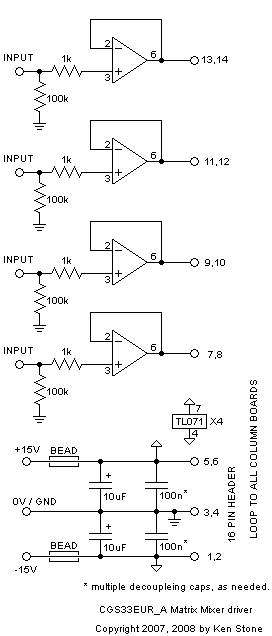 INPUT
1k
100k
2
3
6
13,14
INPUT
1k
100k
2
3
6
11,12
INPUT
1k
100k
2
3
6
9,10
INPUT
1k
100k
2
3
6
7,8
7
TL071 X4
4
+15V BEAD 5,6
+
10uF 100n*
0V / GND 3,4
+
10uF 100n*
BEAD
-15V 1,2
16 PIN HEADER
LOOP TO ALL COLUMN BOARDS
* multiple decoupleing caps, as needed.
CGS33EUR_A Matrix Mixer driver
Copyright 2007, 2008 by Ken Stone